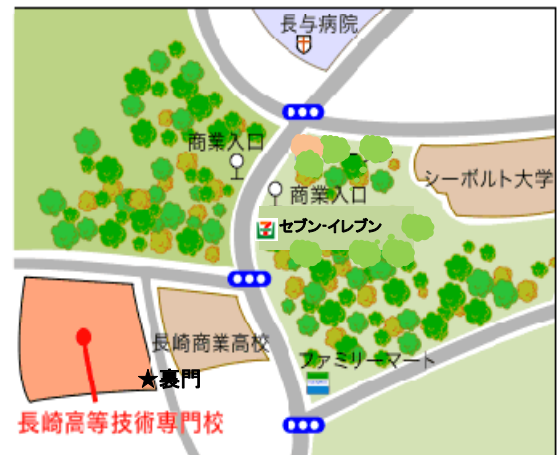 長与病院
商業入口
商業入口
シーボルト大学
7
セブン-イレブン
長崎商業高校
ファミリーマート
★裏門
長崎高等技術専門校